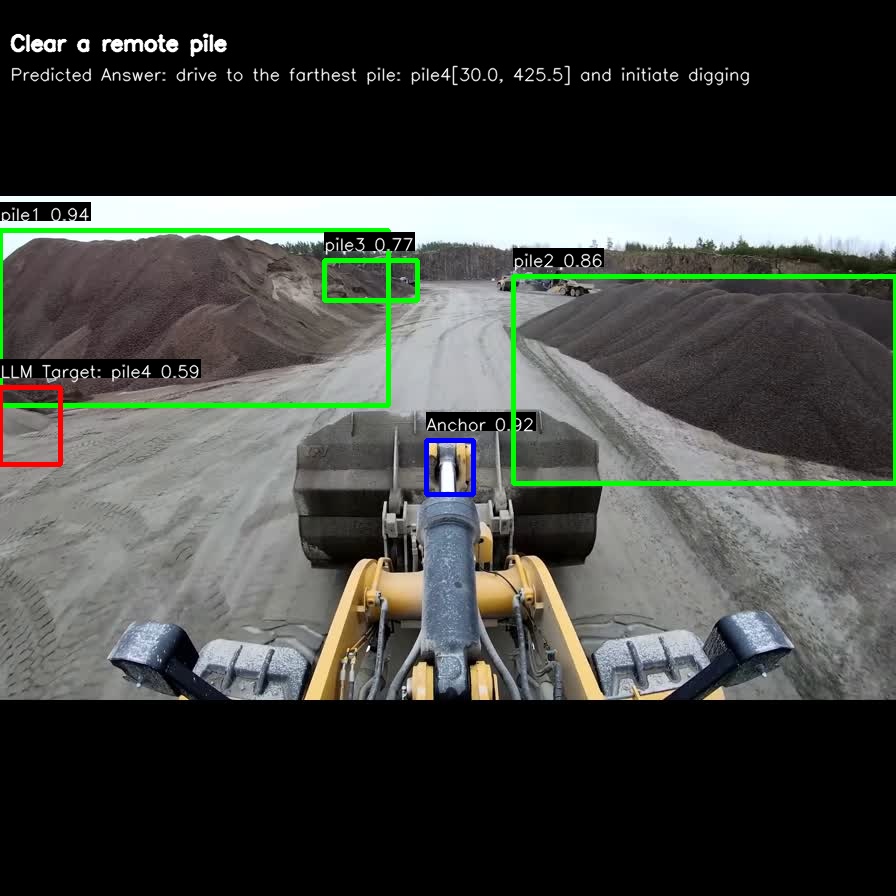 Clear a remote pile
Predicted Answer: drive to the farthest pile: pile4[30.0, 425.5] and initiate digging
pile1 0.94
pile3 0.77
pile2 0.86
LLM Target: pile4 0.59
Anchor 0.92